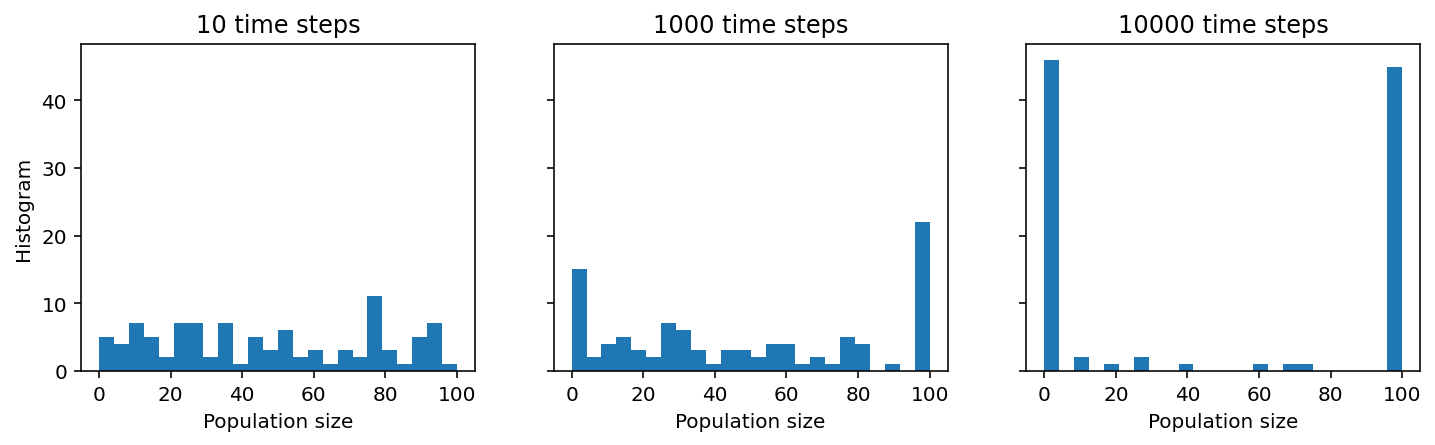 10 time steps
1000 time steps
10000 time steps
Histogram
40
30
20
10
0
0 20 40 60 80 100
0 20 40 60 80 100
0 20 40 60 80 100
Population size
Population size
Population size